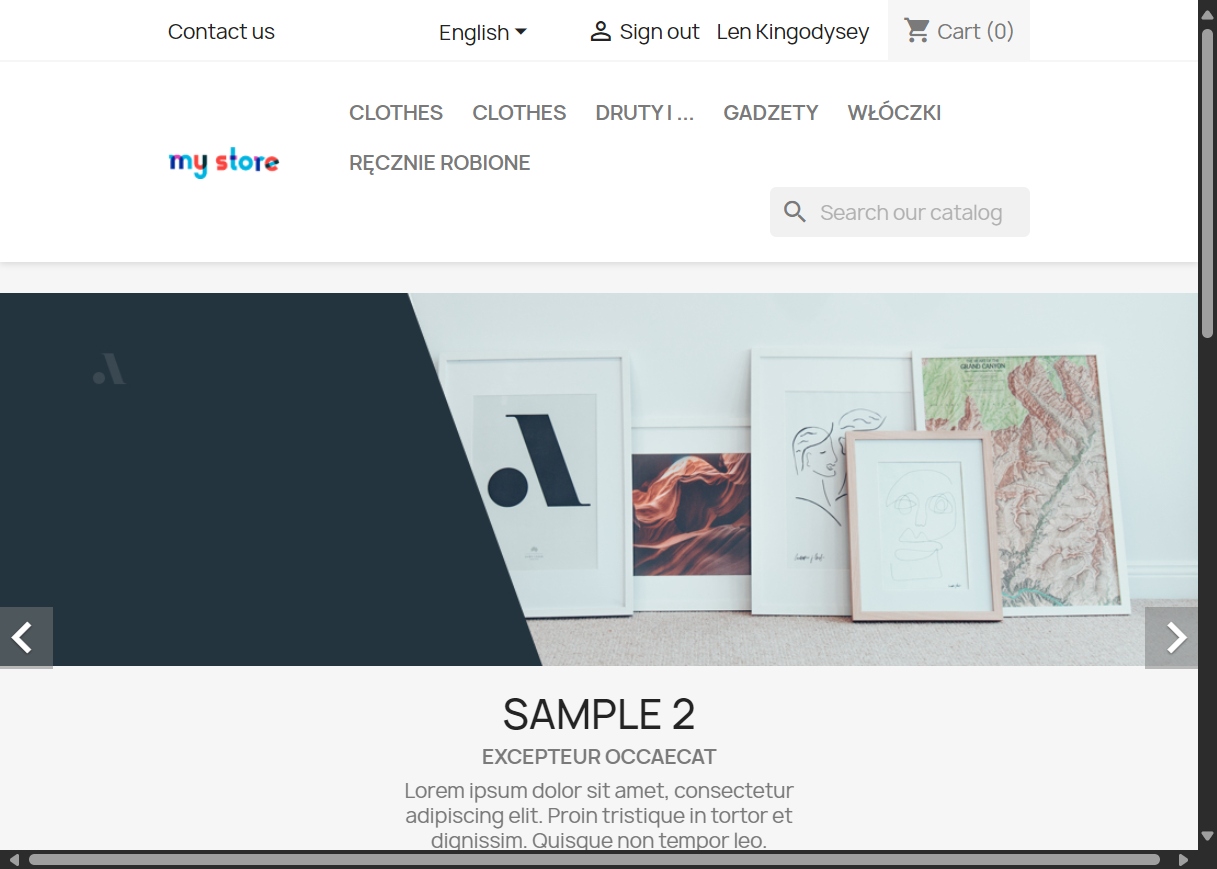 Contact us
English
Sign out
Len Kingodysey
Cart (0)
CLOTHES
CLOTHES
DRUTY I ...
GADZETY
WŁÓCZKI
RĘCZNIE ROBIONE
my store
Search our catalog
GRAND CANYON
A
SAMPLE 2
EXCEPTEUR OCCAECAT
Lorem ipsum dolor sit amet, consectetur
adipiscing elit. Proin tristique in tortor et
dignissim. Quisque non tempor leo.